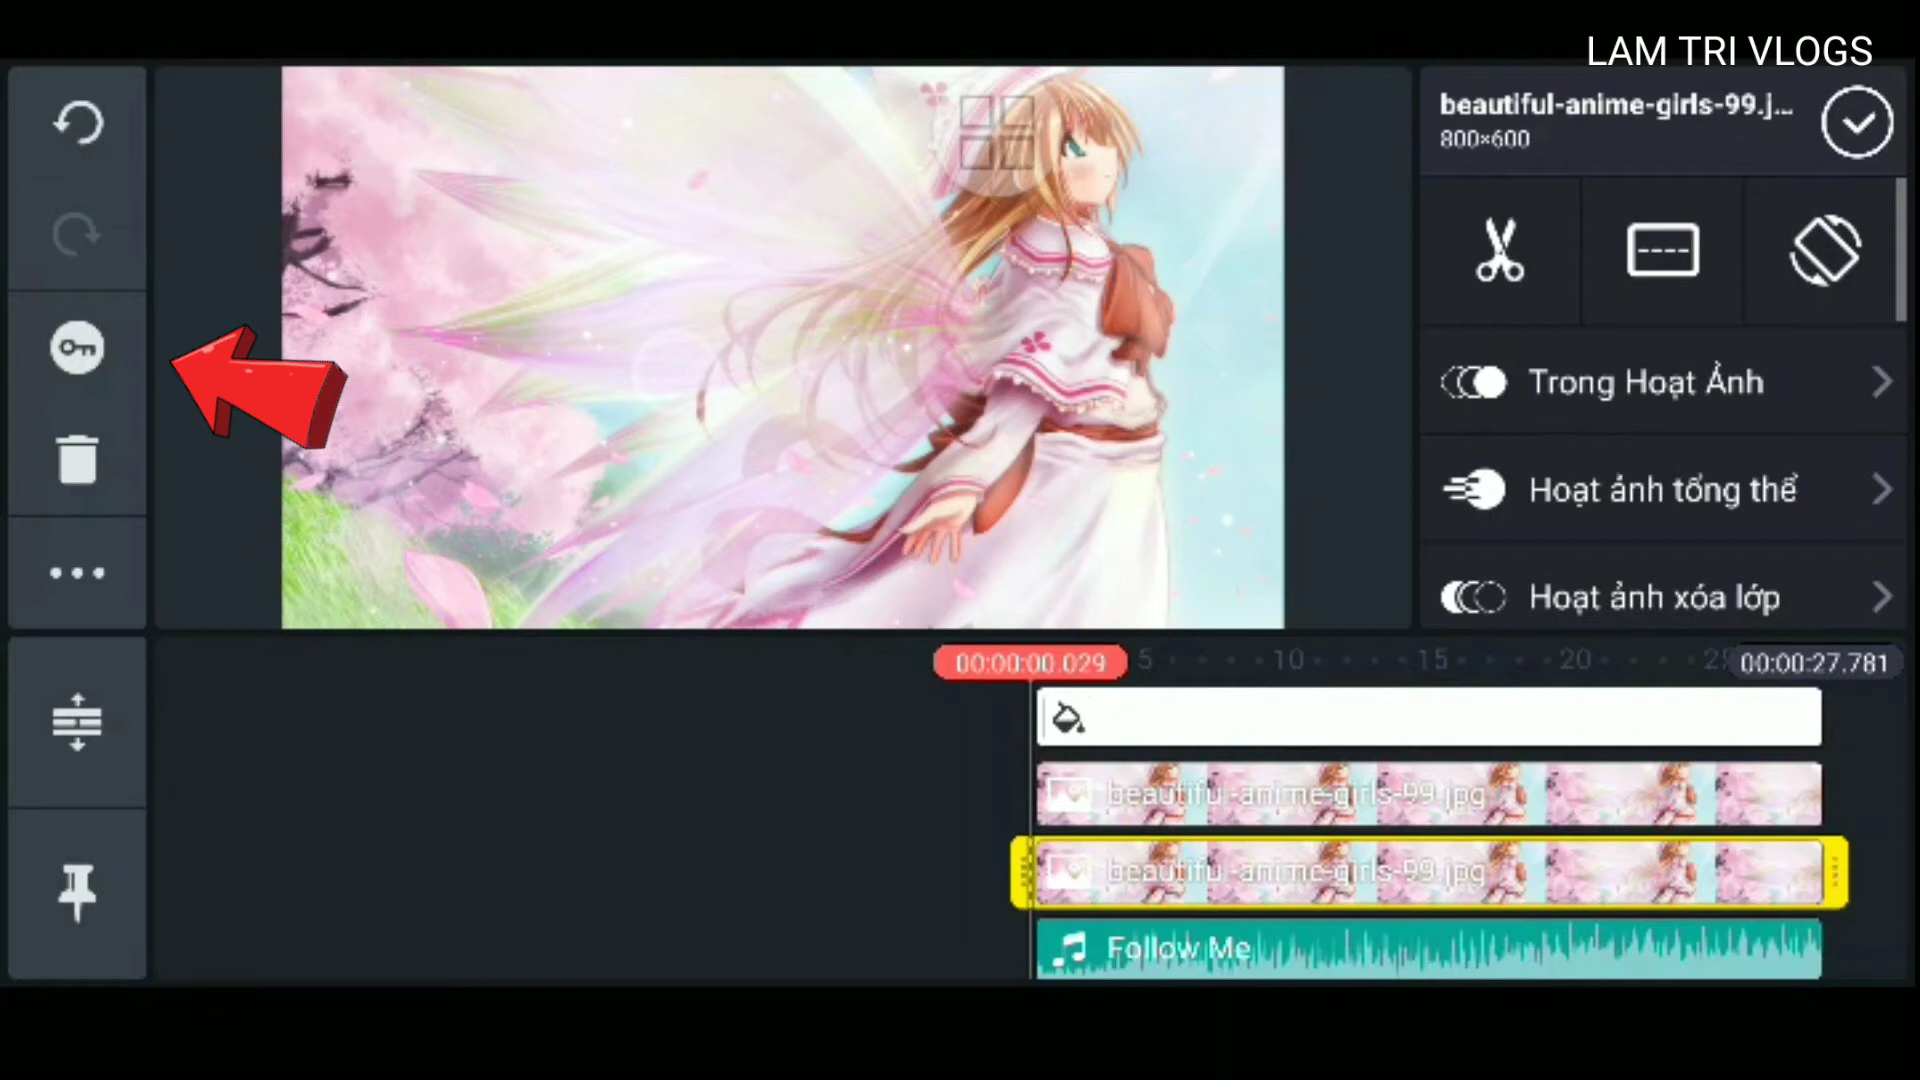 LAM TRI VLOGS
beautiful-anime-girls-99.j...
800×600
Trong Hoạt Ảnh
Hoạt ảnh tổng thể
Hoạt ảnh xóa lớp
00:00:00.029
5
10
15
20
00:00:27.781
beautiful-anime-girls-99.jpg
beautiful-anime-girls-99.jpg
Follow Me